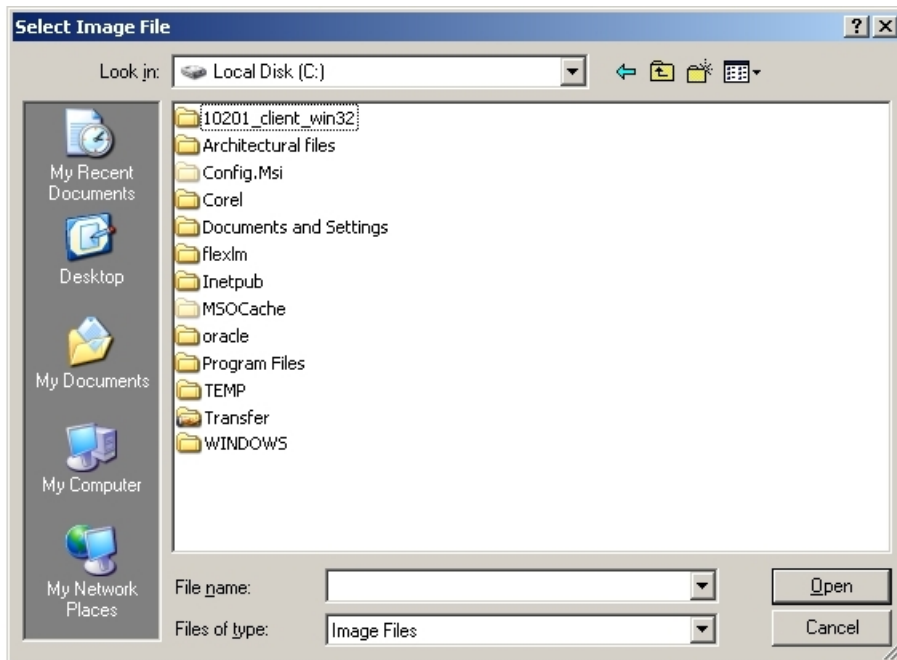 Select Image File
Look in:
Local Disk (C:)
My Recent
Documents
Desktop
My Documents
My Computer
My Network
Places
10201_client_win32
Architectural files
Config.Msi
Corel
Documents and Settings
flexlm
Inetpub
MSOCache
oracle
Program Files
TEMP
Transfer
WINDOWS
File name:
Open
Files of type:
Image Files
Cancel